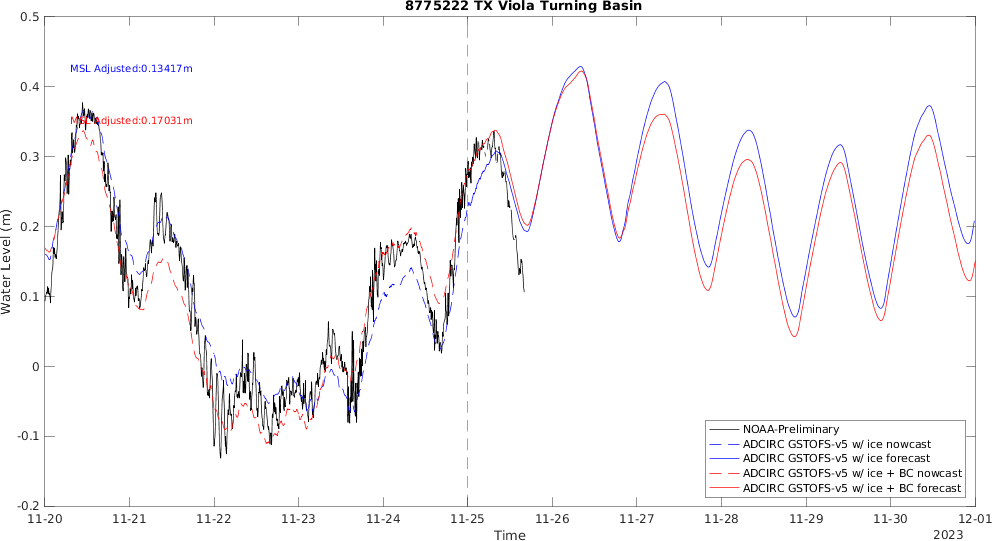 8775222 TX Viola Turning Basin
0.5
0.4
0.3
0.2
0.1
0
-0.1
-0.2
Water Level (m)
MSL Adjusted:0.13417m
MSL Adjusted:0.17031m
NOAA-Preliminary
ADCIRC GSTOFS-v5 w/ ice nowcast
ADCIRC GSTOFS-v5 w/ ice forecast
ADCIRC GSTOFS-v5 w/ ice + BC nowcast
ADCIRC GSTOFS-v5 w/ ice + BC forecast
11-20 11-21 11-22 11-23 11-24 11-25 11-26 11-27 11-28 11-29 11-30 12-01
Time
2023